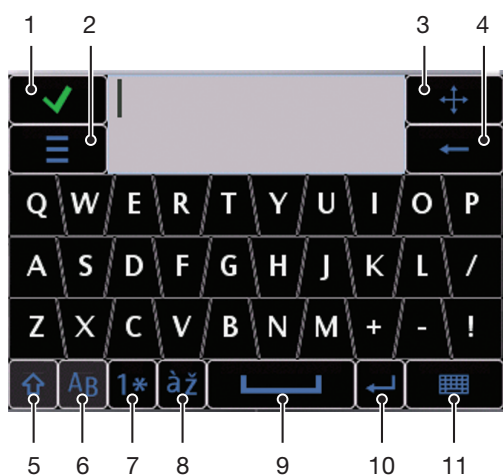 1 2 3 4
Q W E R T Y U I O P
A S D F G H J K L /
Z X C V B N M + - !
AB 1* àž
5 6 7 8 9 10 11